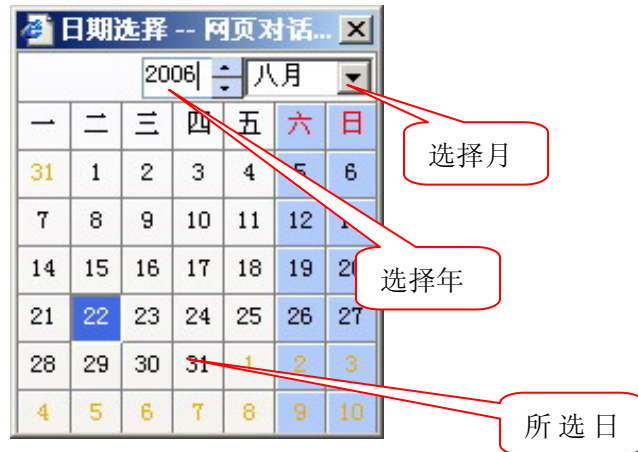 日期选择 -- 网页对话...
2006 八月
一 二 三 四 五 六 日
31 1 2 3 4 5 6
7 8 9 10 11 12
14 15 16 17 18 19
21 22 23 24 25 26 27
28 29 30 31 1 2 3
4 5 6 7 8 9 10
选择月
选择年
所选日